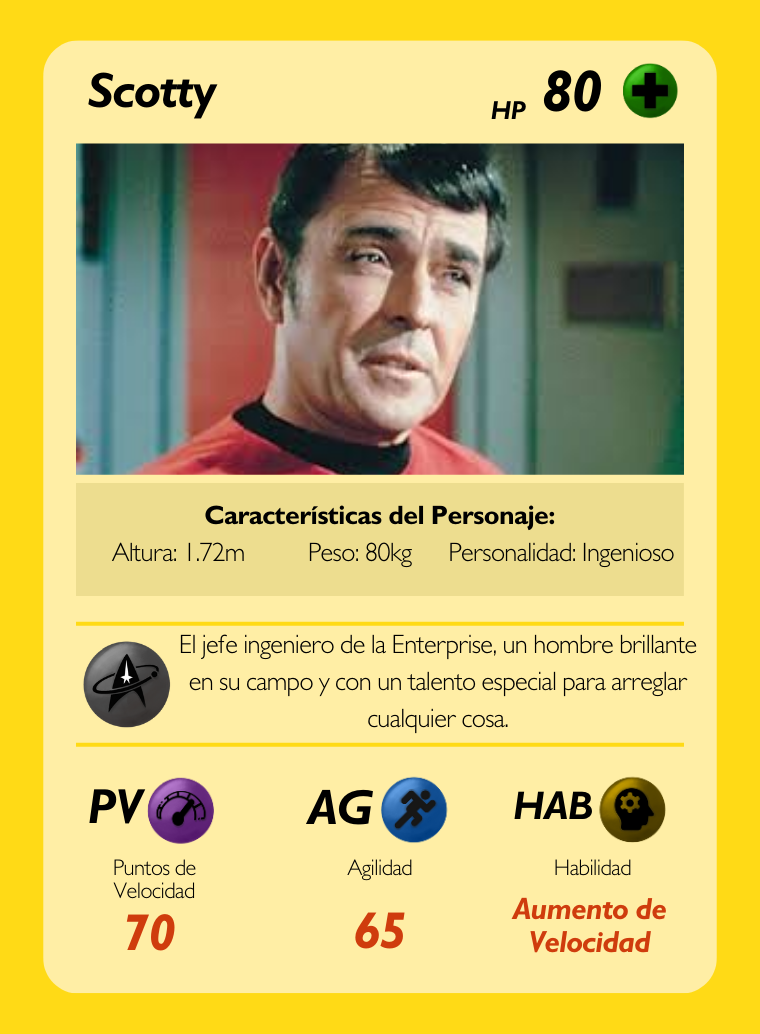 Scotty
HP 80
Características del Personaje:
Altura: 1.72m Peso: 80kg Personalidad: Ingenioso
El jefe ingeniero de la Enterprise, un hombre brillante
en su campo y con un talento especial para arreglar
cualquier cosa.
PV AG HAB
Puntos de
Velocidad
Agilidad
Habilidad
70
65
Aumento de
Velocidad